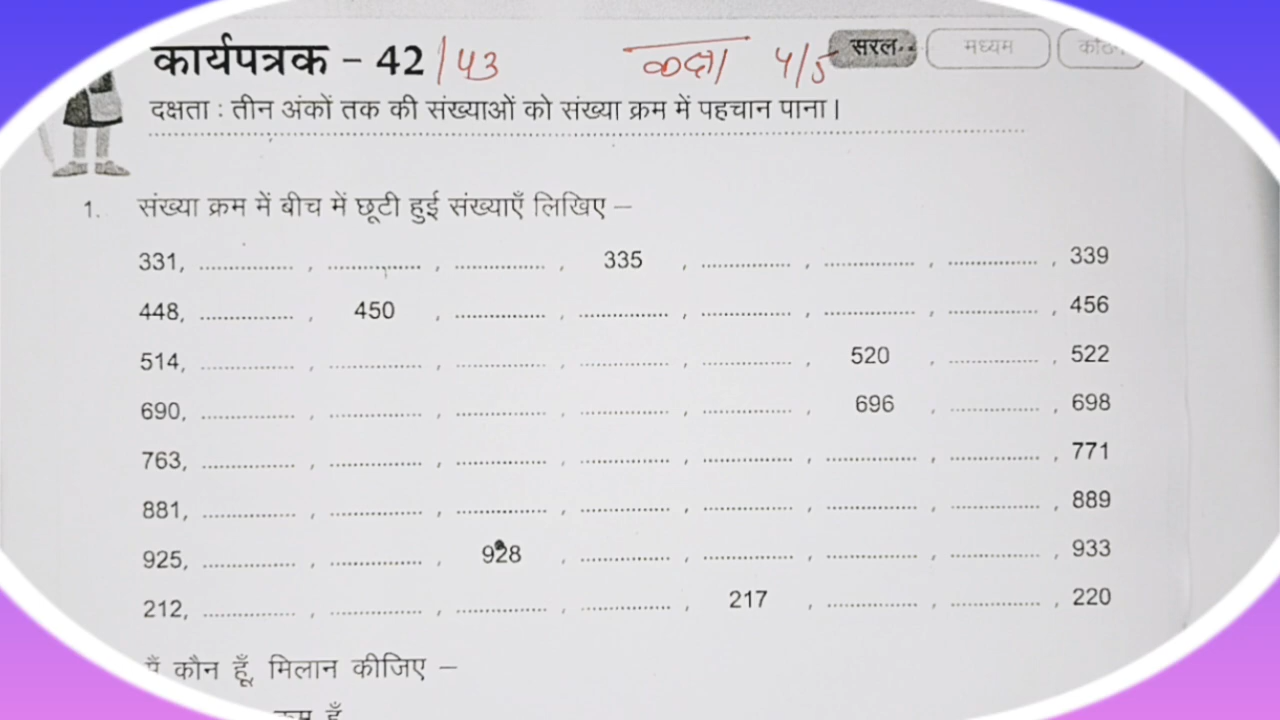 कार्यपत्रक – 42 / 43 कक्षा 4/5 सरल मध्यम
दक्षता : तीन अंकों तक की संख्याओं को संख्या क्रम में पहचान पाना।
1. संख्या क्रम में बीच में छूटी हुई संख्याएँ लिखिए –
331, ............... , ............... , ............... , 335 , ............... , ............... , ............... , 339
448, ............... , 450 , ............... , ............... , ............... , ............... , ............... , 456
514, ............... , ............... , ............... , ............... , ............... , 520 , ............... , 522
690, ............... , ............... , ............... , ............... , ............... , 696 , ............... , 698
763, ............... , ............... , ............... , ............... , ............... , ............... , ............... , 771
881, ............... , ............... , ............... , ............... , ............... , ............... , ............... , 889
925, ............... , ............... , 928 , ............... , ............... , ............... , ............... , 933
212, ............... , ............... , ............... , ............... , 217 , ............... , ............... , 220
कौन हूँ, मिलान कीजिए –
हूँ